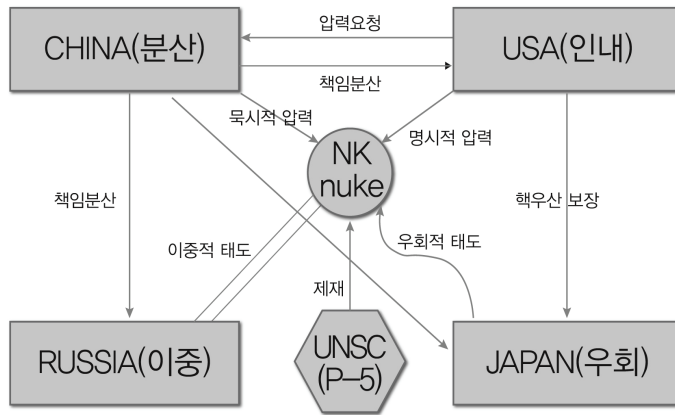 압력요청
CHINA(분산)
USA(인내)
책임분산
묵시적 압력
명시적 압력
NK
nuke
책임분산
핵우산 보장
이중적 태도
우회적 태도
제재
RUSSIA(이중)
UNSC
(P-5)
JAPAN(우회)